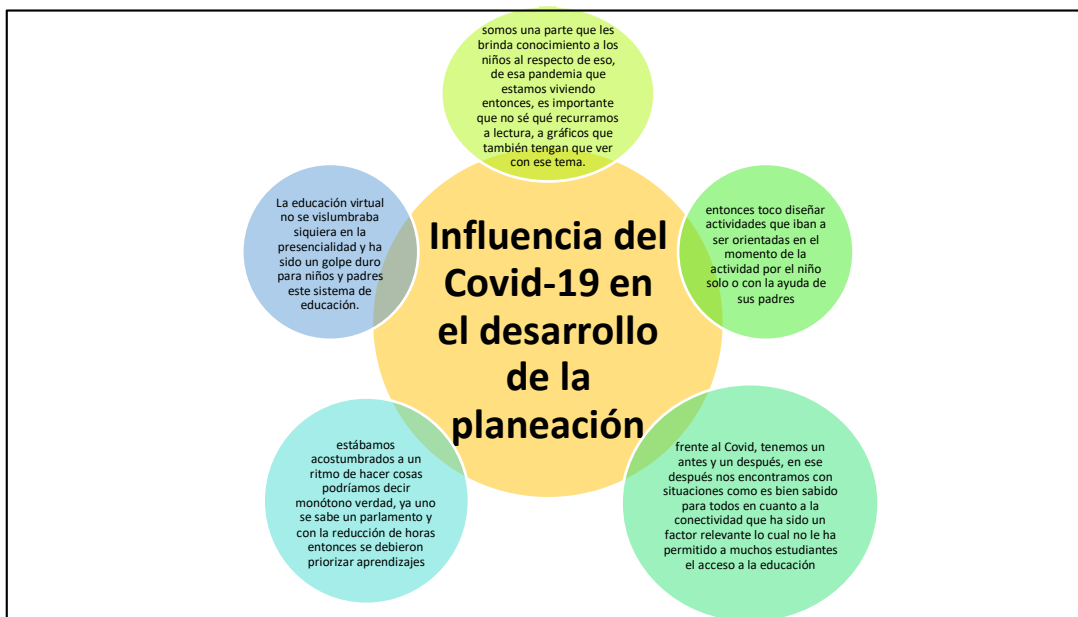 somos una parte que les
brinda conocimiento a los
niños al respecto de eso,
de esa pandemia que
estamos viviendo
entonces, es importante
que no sé qué recurramos
a lectura, a gráficos que
también tengan que ver
con ese tema.
La educación virtual
no se vislumbraba
siquiera en la
presencialidad y ha
sido un golpe duro
para niños y padres
este sistema de
educación.
Influencia del
Covid-19 en
el desarrollo
de la
planeación
entonces toco diseñar
actividades que iban a
ser orientadas en el
momento de la
actividad por el niño
solo o con la ayuda de
sus padres
estábamos
acostumbrados a un
ritmo de hacer cosas
podríamos decir
monótono verdad, ya uno
se sabe un parlamento y
con la reducción de horas
entonces se debieron
priorizar aprendizajes
frente al Covid, tenemos un
antes y un después, en ese
después nos encontramos con
situaciones como es bien sabido
para todos en cuanto a la
conectividad que ha sido un
factor relevante lo cual no le ha
permitido a muchos estudiantes
el acceso a la educación